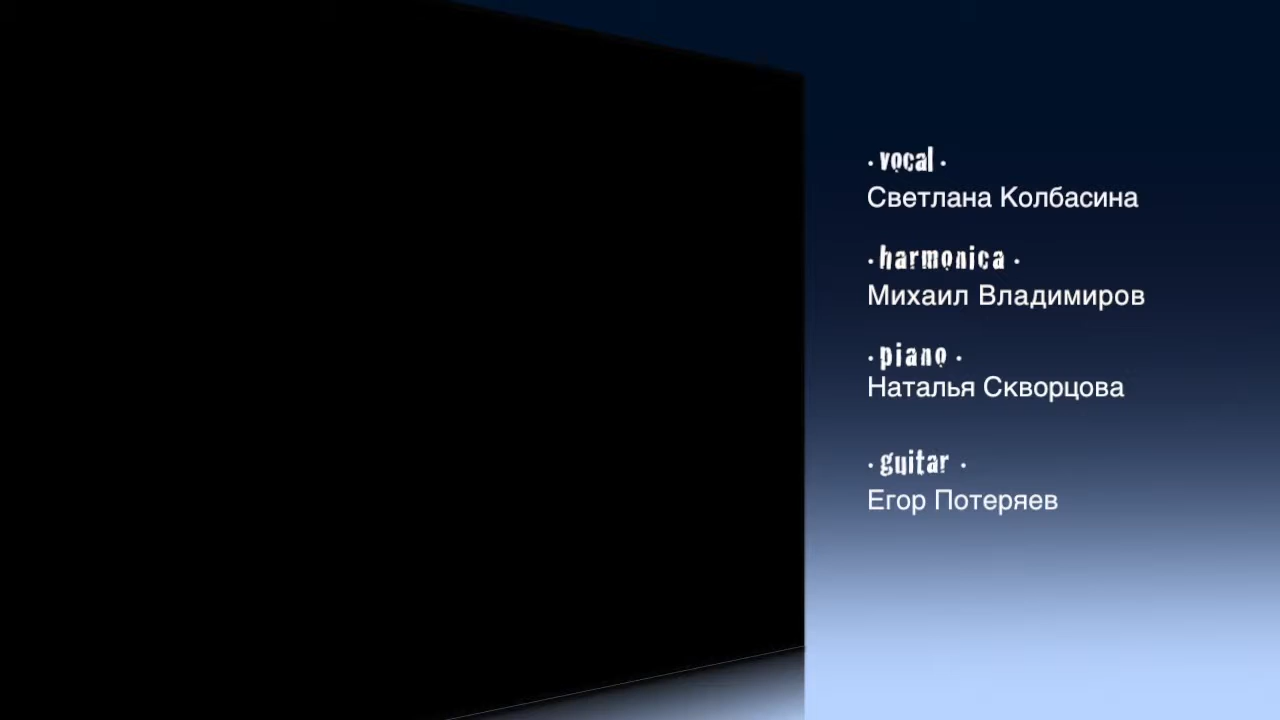 · vocal ·
Светлана Колбасина
· harmonica ·
Михаил Владимиров
· piano ·
Наталья Скворцова
· guitar ·
Егор Потеряев